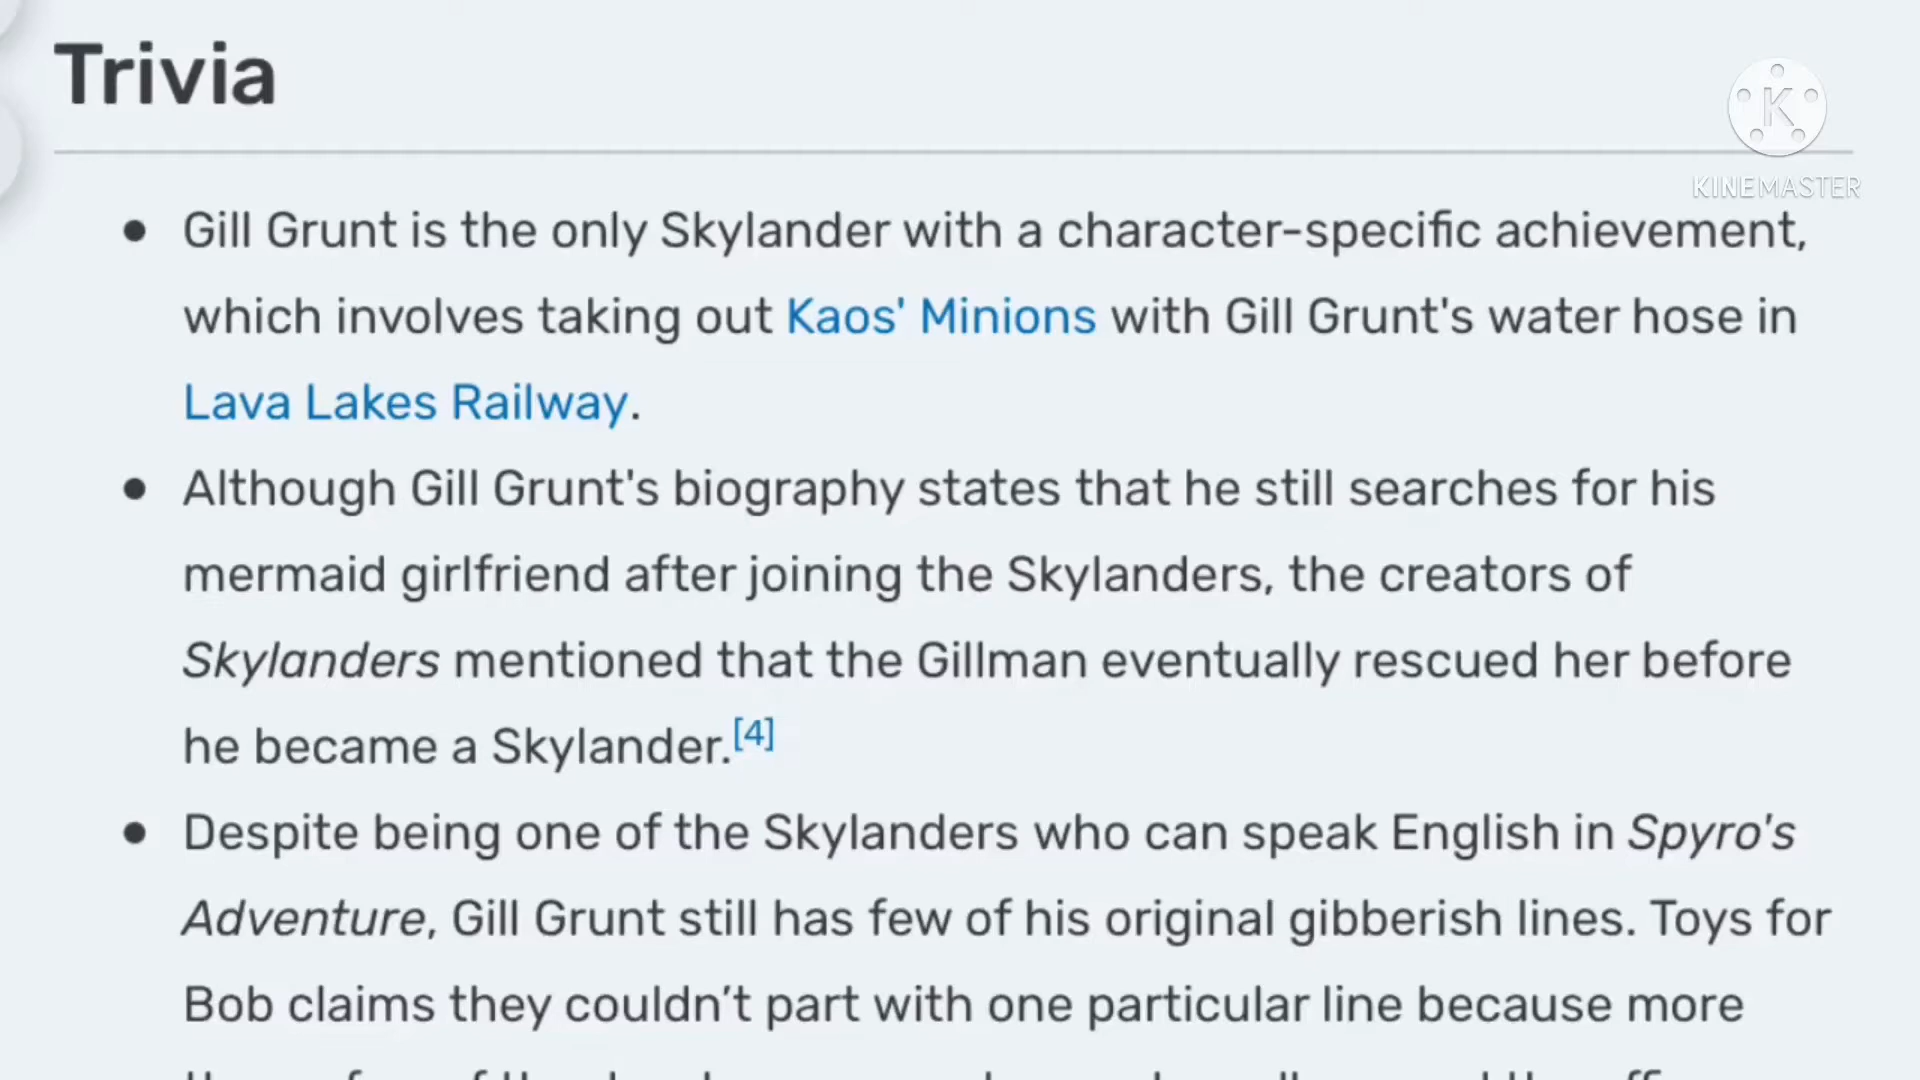 Trivia
K
KINEMASTER
• Gill Grunt is the only Skylander with a character-specific achievement,
which involves taking out Kaos' Minions with Gill Grunt's water hose in
Lava Lakes Railway.
• Although Gill Grunt's biography states that he still searches for his
mermaid girlfriend after joining the Skylanders, the creators of
Skylanders mentioned that the Gillman eventually rescued her before
he became a Skylander.[4]
• Despite being one of the Skylanders who can speak English in Spyro's
Adventure, Gill Grunt still has few of his original gibberish lines. Toys for
Bob claims they couldn’t part with one particular line because more